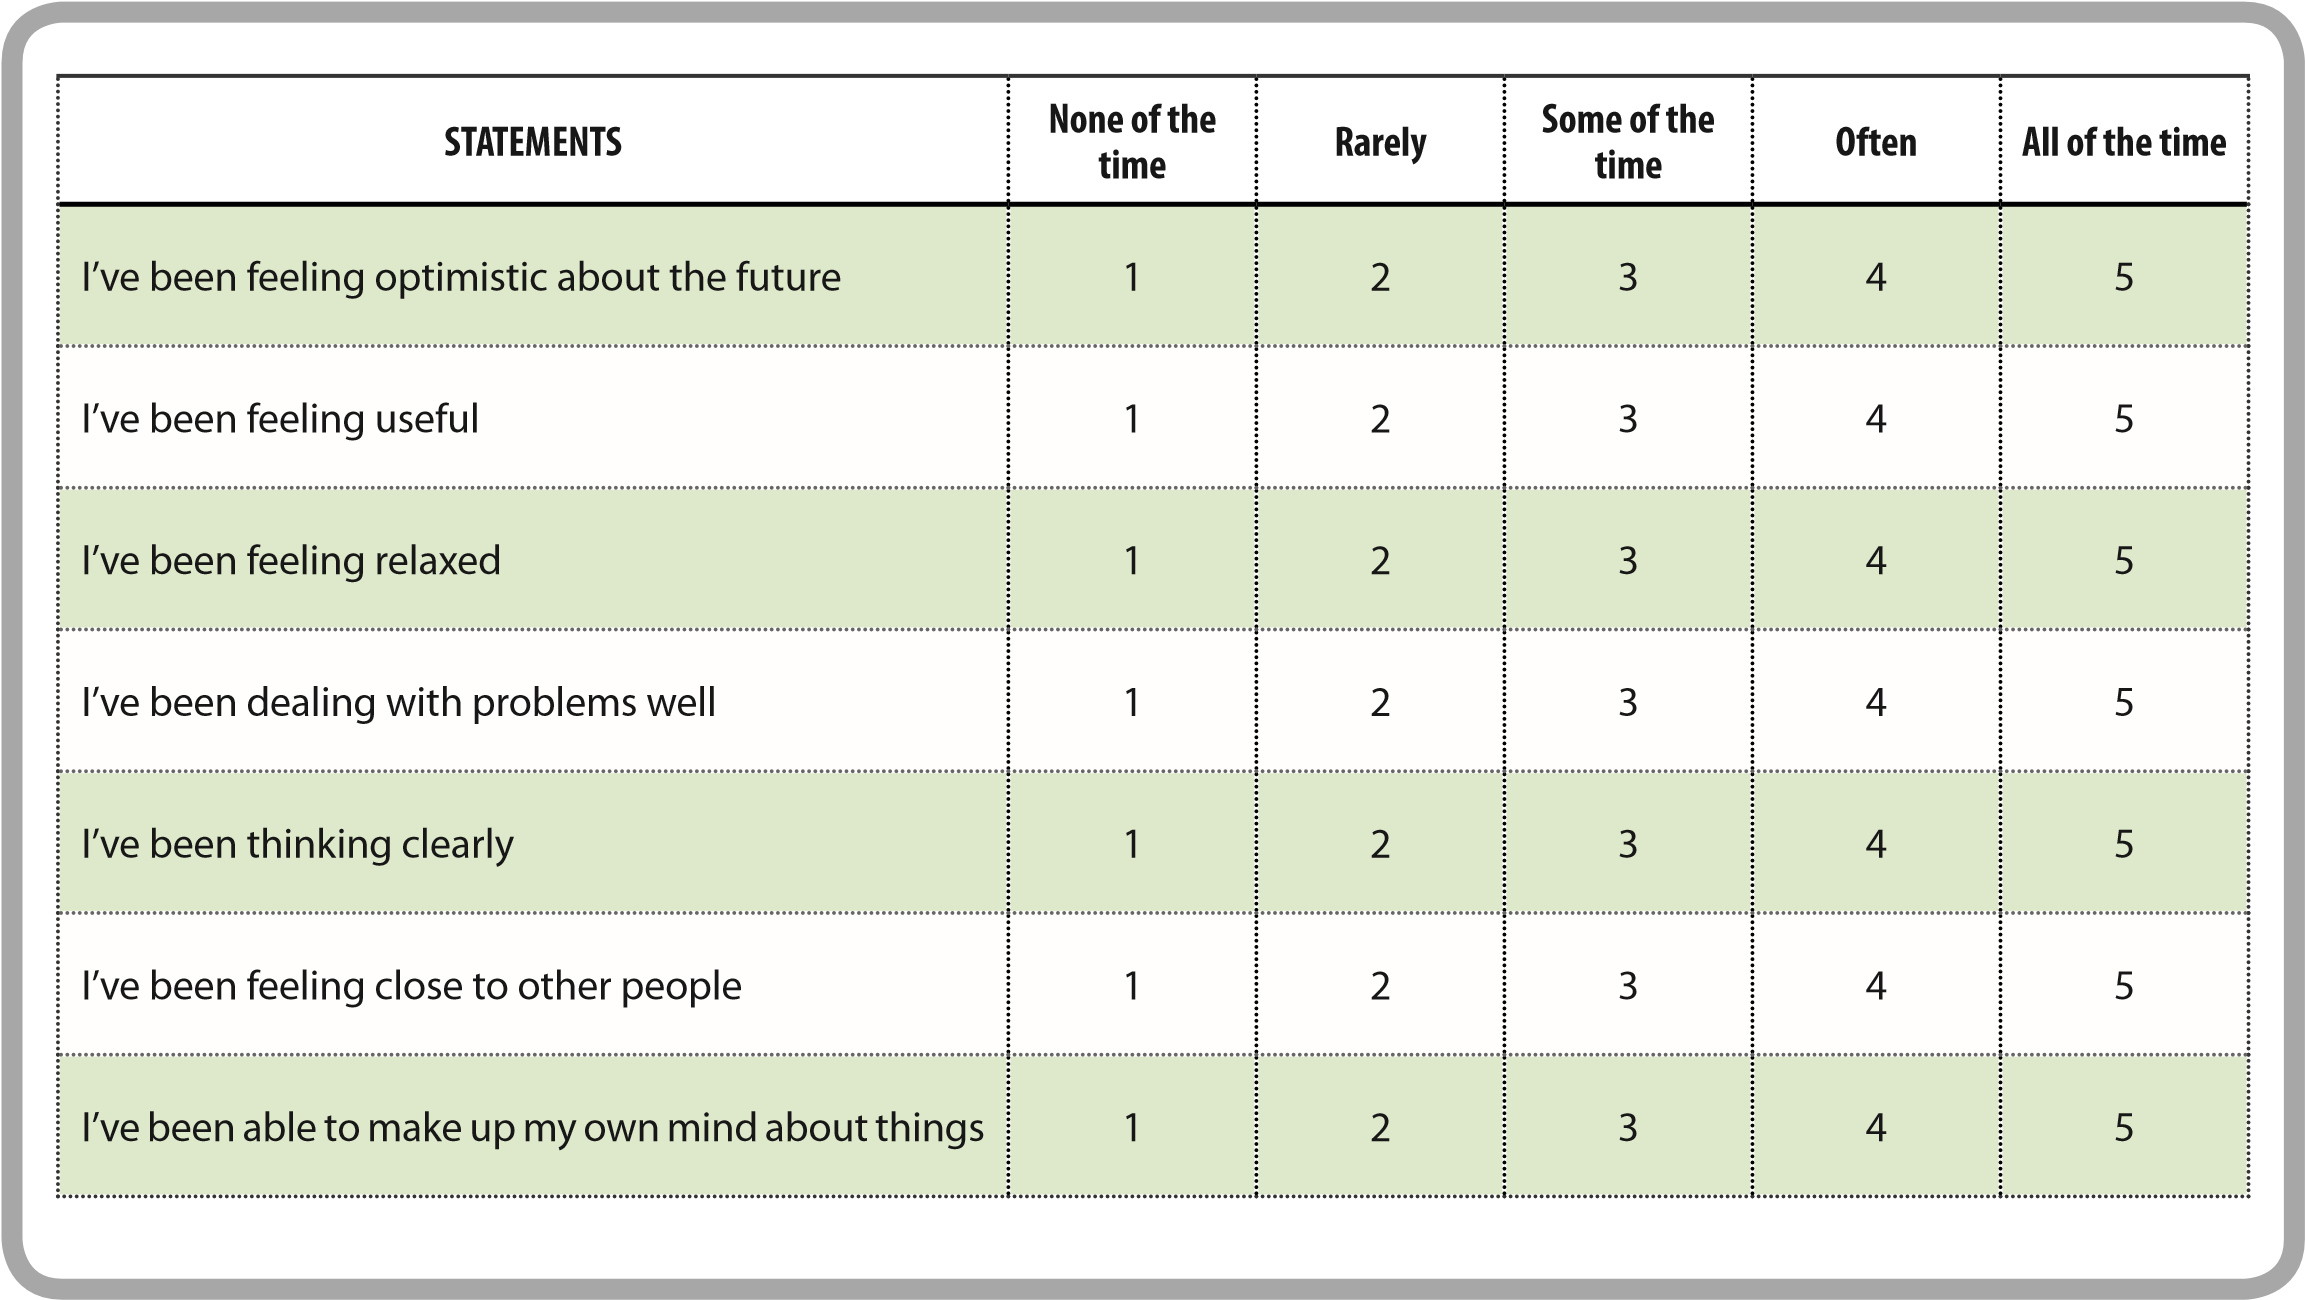 STATEMENTS None of the time Rarely Some of the time Often All of the time
I’ve been feeling optimistic about the future 1 2 3 4 5
I’ve been feeling useful 1 2 3 4 5
I’ve been feeling relaxed 1 2 3 4 5
I’ve been dealing with problems well 1 2 3 4 5
I’ve been thinking clearly 1 2 3 4 5
I’ve been feeling close to other people 1 2 3 4 5
I’ve been able to make up my own mind about things 1 2 3 4 5